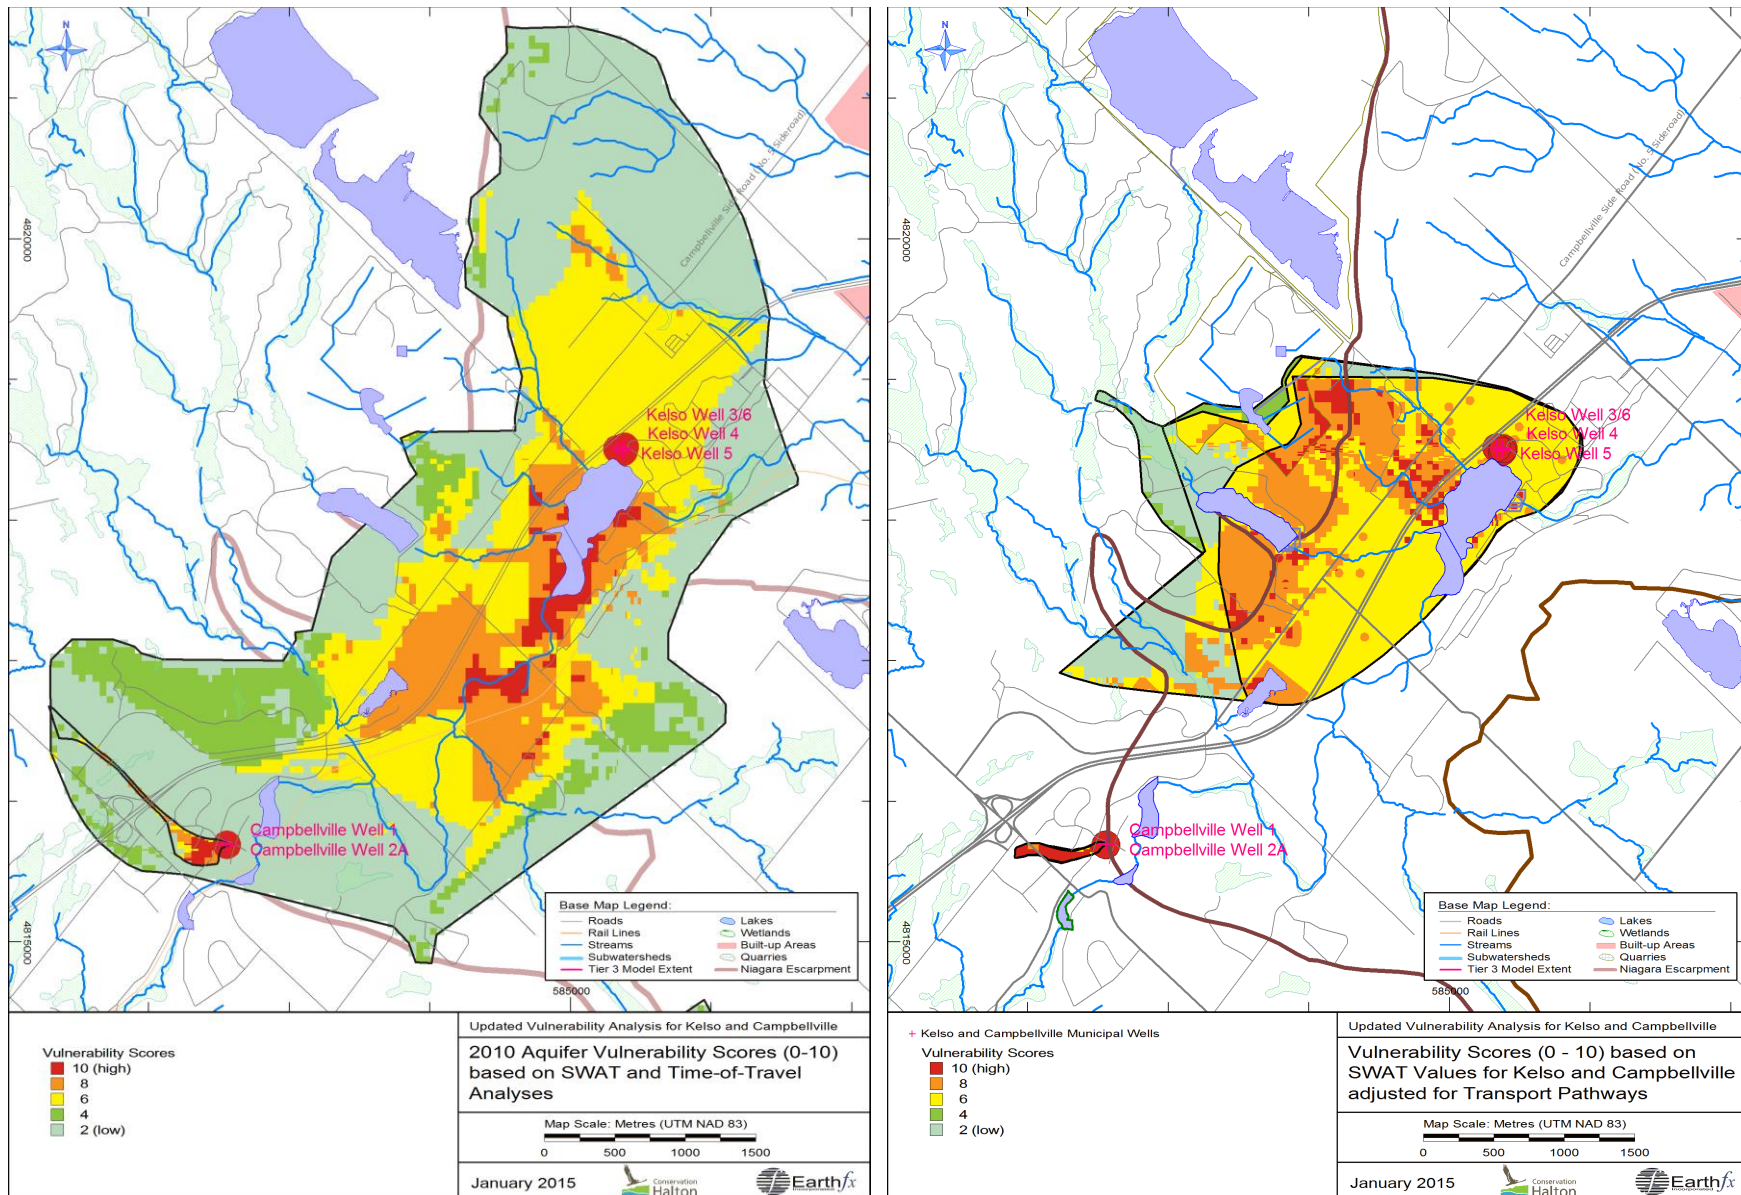 N
Campbellville Side Road (No. 5 Sideroad)
4820000
Kelso Well 3/6
Kelso Well 4
Kelso Well 5
Campbellville Well 1
Campbellville Well 2A
4815000
585000
Base Map Legend:
Roads
Rail Lines
Streams
Subwatersheds
Tier 3 Model Extent
Lakes
Wetlands
Built-up Areas
Quarries
Niagara Escarpment
Vulnerability Scores
10 (high)
8
6
4
2 (low)
Updated Vulnerability Analysis for Kelso and Campbellville
2010 Aquifer Vulnerability Scores (0-10)
based on SWAT and Time-of-Travel
Analyses
Map Scale: Metres (UTM NAD 83)
0 500 1000 1500
January 2015
Conservation
Halton
Earthfx
Incorporated
N
Campbellville Side Road (No. 5 Sideroad)
4820000
Kelso Well 3/6
Kelso Well 4
Kelso Well 5
Campbellville Well 1
Campbellville Well 2A
4815000
585000
Base Map Legend:
Roads
Rail Lines
Streams
Subwatersheds
Tier 3 Model Extent
Lakes
Wetlands
Built-up Areas
Quarries
Niagara Escarpment
+ Kelso and Campbellville Municipal Wells
Vulnerability Scores
10 (high)
8
6
4
2 (low)
Updated Vulnerability Analysis for Kelso and Campbellville
Vulnerability Scores (0 - 10) based on
SWAT Values for Kelso and Campbellville
adjusted for Transport Pathways
Map Scale: Metres (UTM NAD 83)
0 500 1000 1500
January 2015
Conservation
Halton
Earthfx
Incorporated